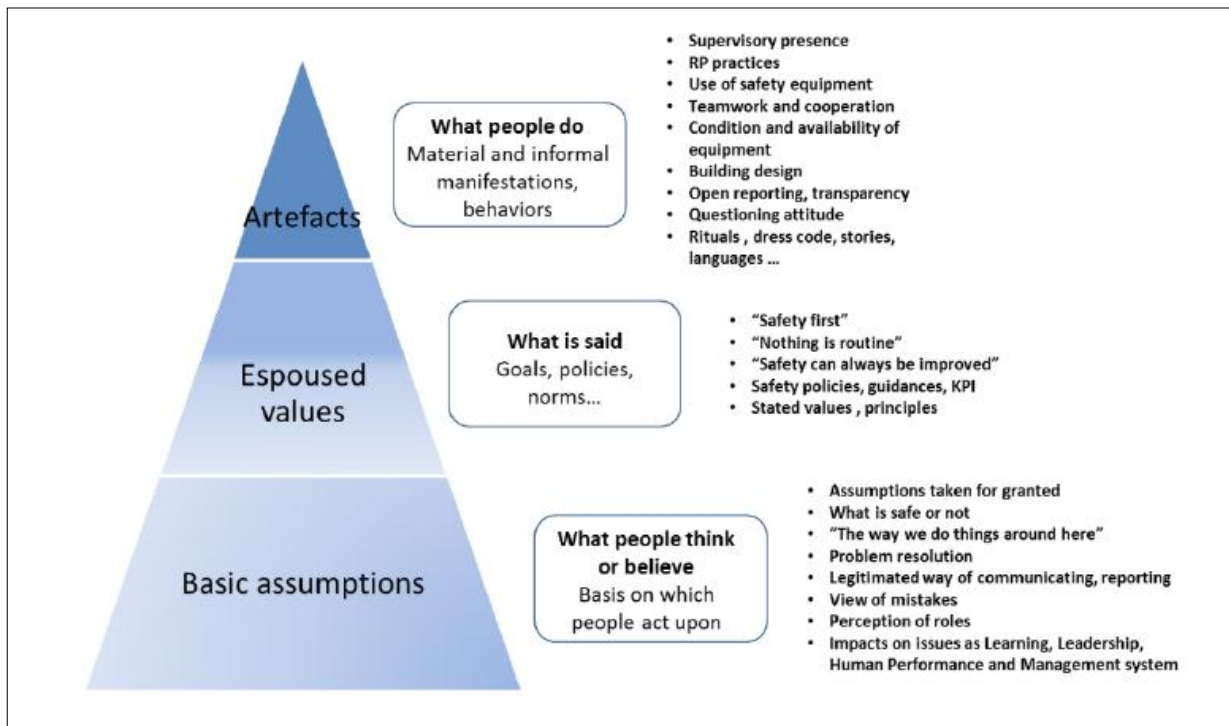 Artefacts
What people do
Material and informal
manifestations,
behaviors
• Supervisory presence
• RP practices
• Use of safety equipment
• Teamwork and cooperation
• Condition and availability of
equipment
• Building design
• Open reporting, transparency
• Questioning attitude
• Rituals , dress code, stories,
languages ...
Espoused
values
What is said
Goals, policies,
norms...
• “Safety first”
• “Nothing is routine”
• “Safety can always be improved”
• Safety policies, guidances, KPI
• Stated values , principles
Basic assumptions
What people think
or believe
Basis on which
people act upon
• Assumptions taken for granted
• What is safe or not
• “The way we do things around here”
• Problem resolution
• Legitimated way of communicating, reporting
• View of mistakes
• Perception of roles
• Impacts on issues as Learning, Leadership,
Human Performance and Management system